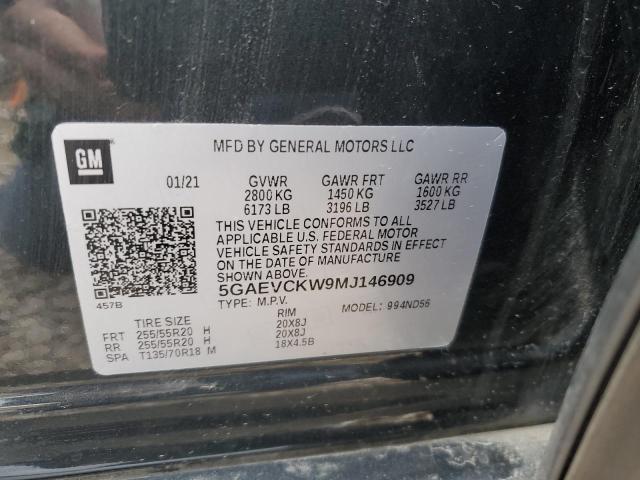 GM
MFD BY GENERAL MOTORS LLC
01/21 GVWR GAWR FRT GAWR RR
2800 KG 1450 KG 1600 KG
6173 LB 3196 LB 3527 LB
THIS VEHICLE CONFORMS TO ALL
APPLICABLE U.S. FEDERAL MOTOR
VEHICLE SAFETY STANDARDS IN EFFECT
ON THE DATE OF MANUFACTURE
SHOWN ABOVE.
457B
5GAEVCKW9MJ146909
TYPE: M.P.V. MODEL: 994ND56
TIRE SIZE RIM
FRT 255/55R20 H 20X8J
RR 255/55R20 H 20X8J
SPA T135/70R18 M 18X4.5B